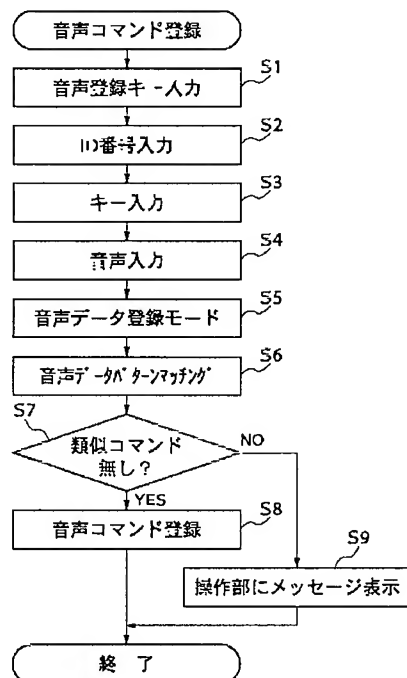 音声コマンド登録
音声登録キー入力
S1
ID番号入力
S2
キー入力
S3
音声入力
S4
音声データ登録モード
S5
音声データパターンマッチング
S6
S7
類似コマンド
無し?
NO
YES
音声コマンド登録
S8
操作部にメッセージ表示
S9
終 了